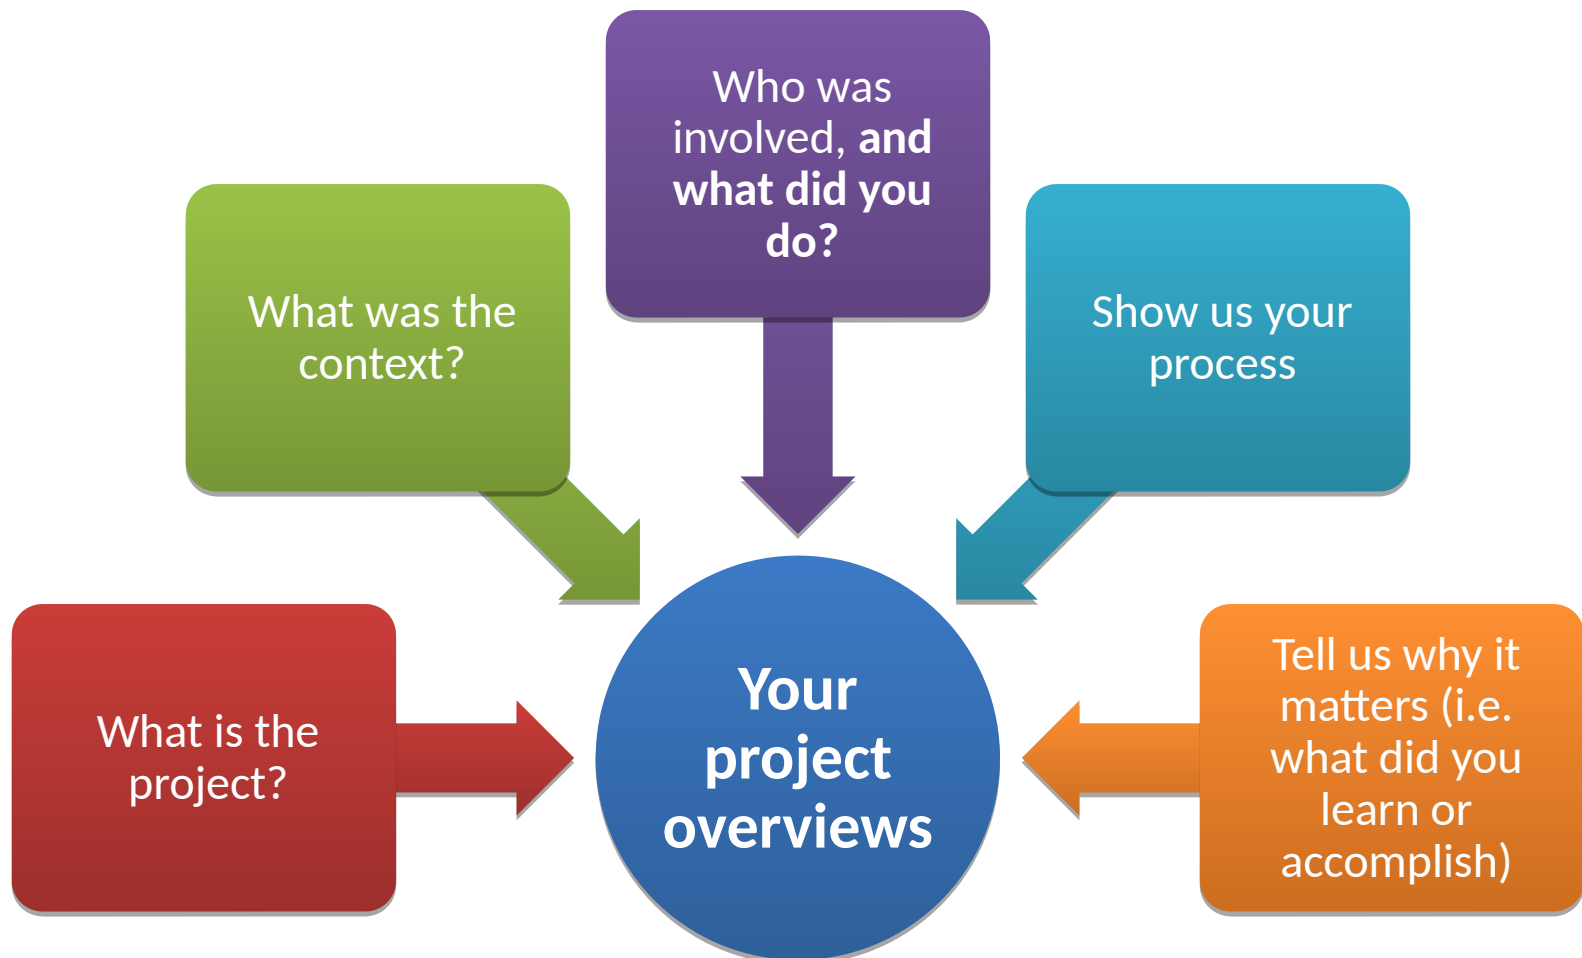 What is the
project?
What was the
context?
Who was
involved, and
what did you
do?
Show us your
process
Tell us why it
matters (i.e.
what did you
learn or
accomplish)
Your
project
overviews